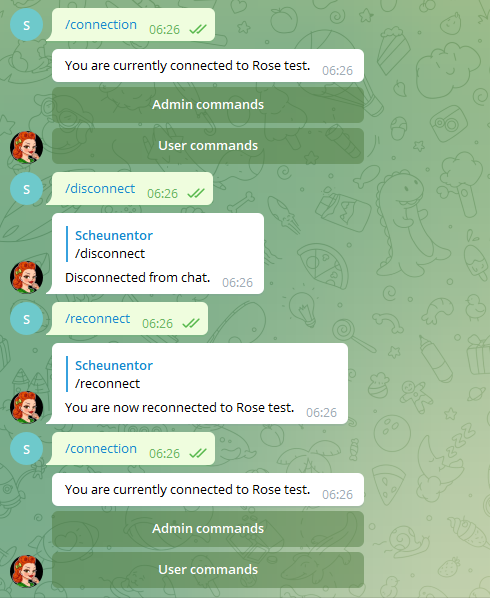 S
/connection 06:26
You are currently connected to Rose test. 06:26
Admin commands
User commands
S
/disconnect 06:26
Scheunentor
/disconnect
Disconnected from chat. 06:26
S
/reconnect 06:26
Scheunentor
/reconnect
You are now reconnected to Rose test. 06:26
S
/connection 06:26
You are currently connected to Rose test. 06:26
Admin commands
User commands